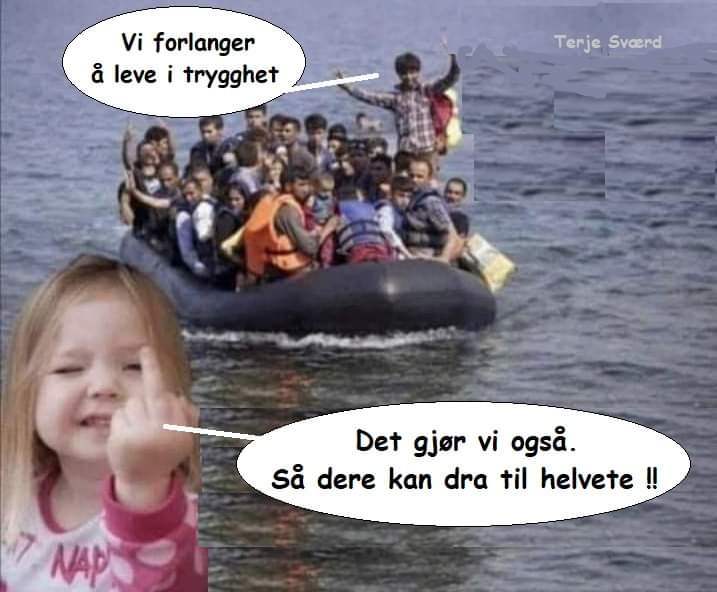 Vi forlanger
å leve i trygghet
Terje Sværd
Det gjør vi også.
Så dere kan dra til helvete !!
NAP